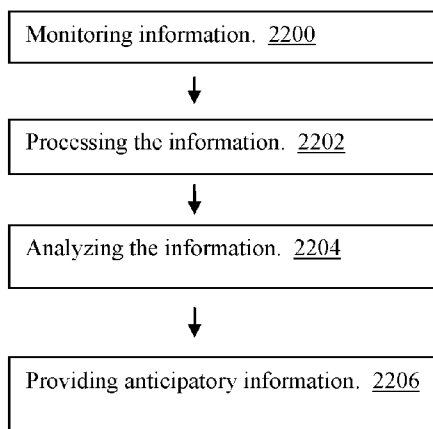 Monitoring information. 2200
Processing the information. 2202
Analyzing the information. 2204
Providing anticipatory information. 2206